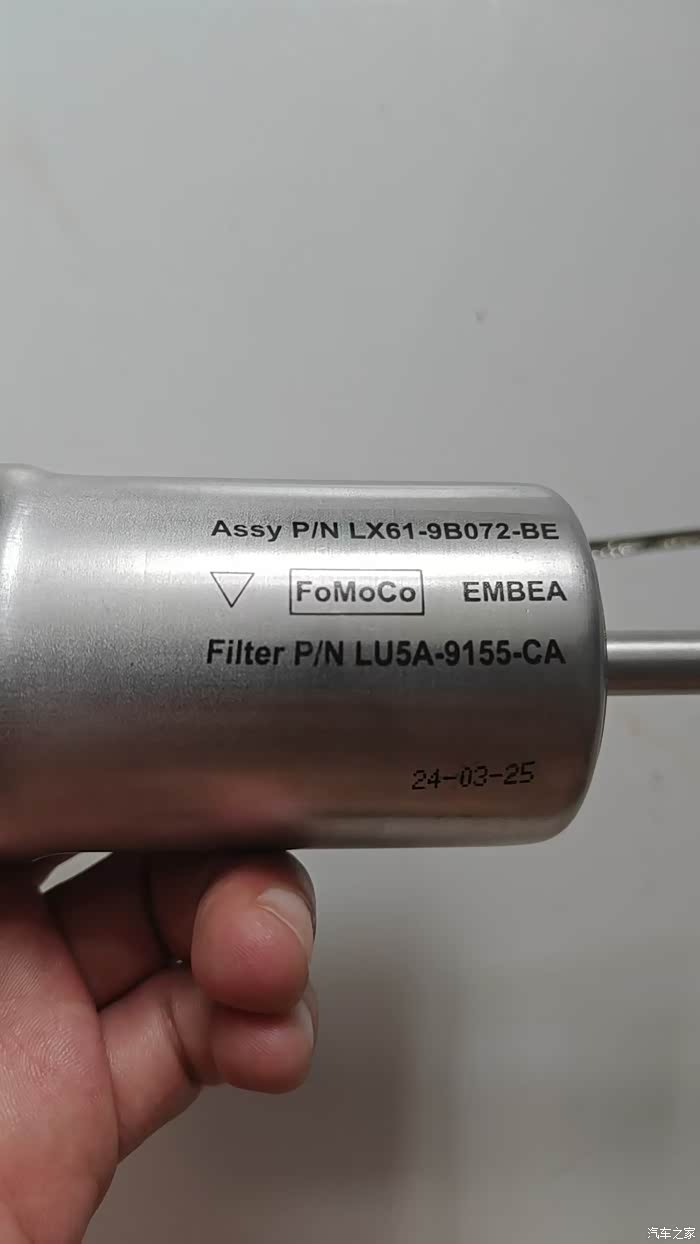 Assy P/N LX61-9B072-BE
FoMoCo EMBEA
Filter P/N LU5A-9155-CA
24-03-25
汽车之家